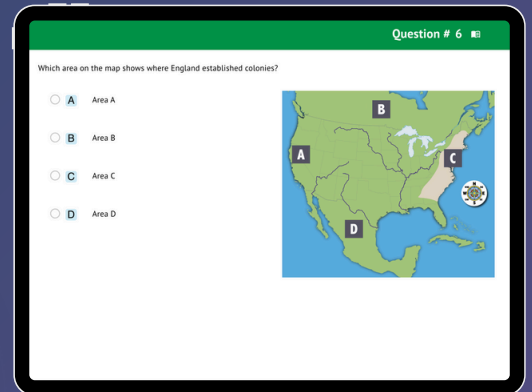 Question # 6
Which area on the map shows where England established colonies?
A Area A
B Area B
C Area C
D Area D
B
A
C
N
W E
S
D